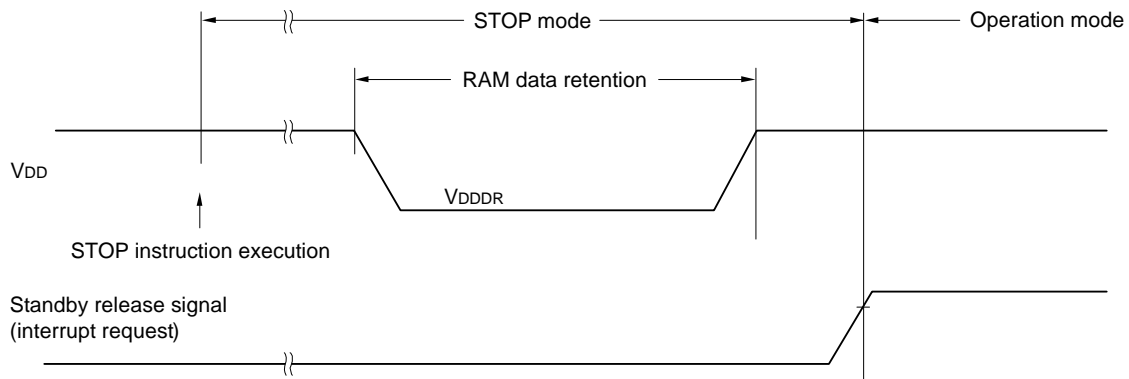 STOP mode
Operation mode
RAM data retention
VDD
VDDDR
STOP instruction execution
Standby release signal
(interrupt request)